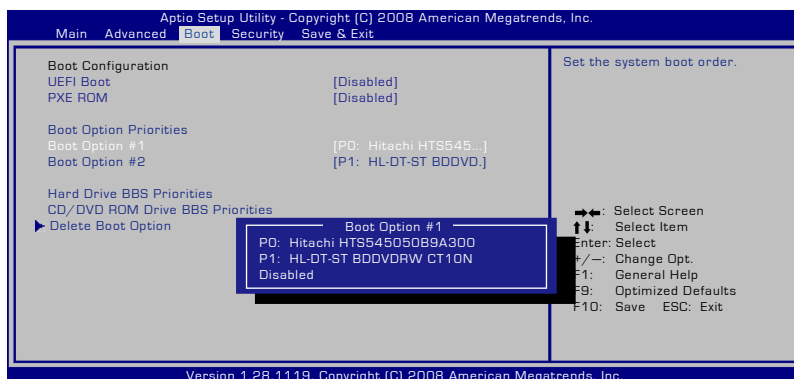 Aptio Setup Utility - Copyright (C) 2008 American Megatrends, Inc.
Main Advanced Boot Security Save & Exit
Boot Configuration
UEFI Boot [Disabled]
PXE ROM [Disabled]
Boot Option Priorities
Boot Option #1 [P0: Hitachi HTS545...]
Boot Option #2 [P1: HL-DT-ST BDDVD.]
Hard Drive BBS Priorities
CD/DVD ROM Drive BBS Priorities
Delete Boot Option
Boot Option #1
P0: Hitachi HTS545050B9A300
P1: HL-DT-ST BDDVDRW CT10N
Disabled
Set the system boot order.
→←: Select Screen
↑↓: Select Item
Enter: Select
+/—: Change Opt.
F1: General Help
F9: Optimized Defaults
F10: Save ESC: Exit
Version 1.28.1119. Copyright (C) 2008 American Megatrends, Inc.